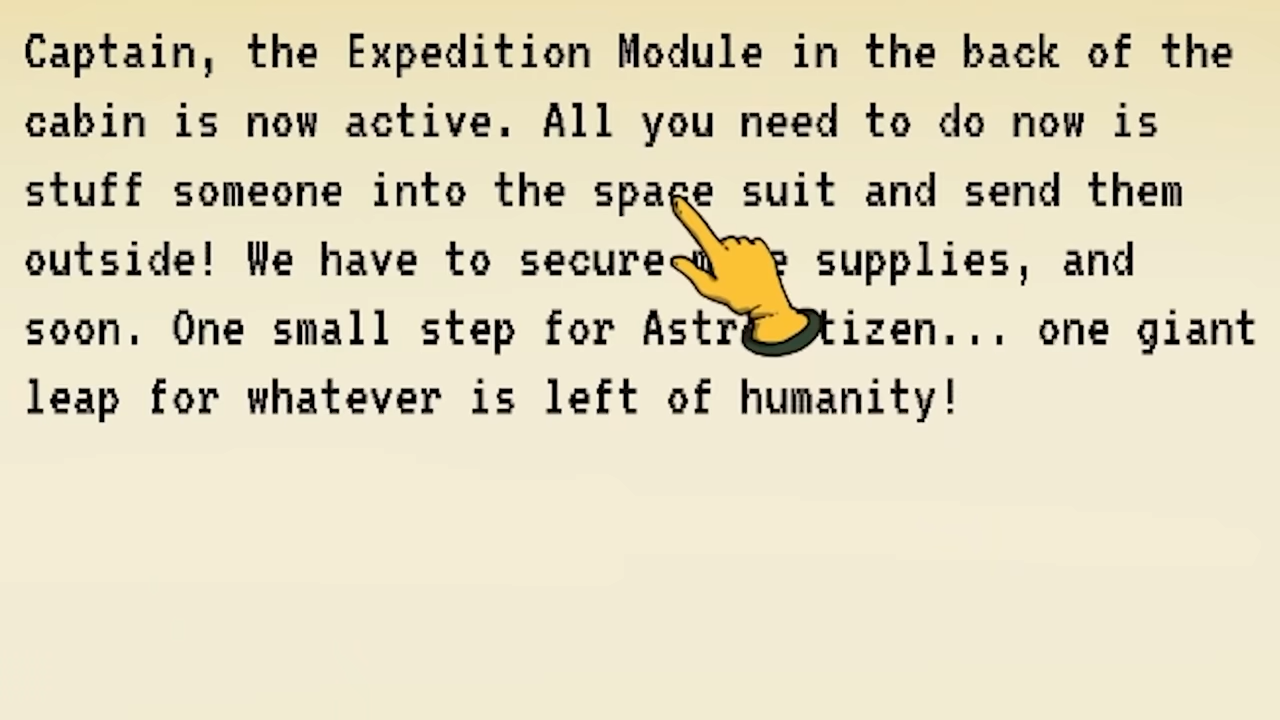 Captain, the Expedition Module in the back of the
cabin is now active. All you need to do now is
stuff someone into the space suit and send them
outside! We have to secure supplies, and
soon. One small step for one giant
leap for whatever is left of humanity!